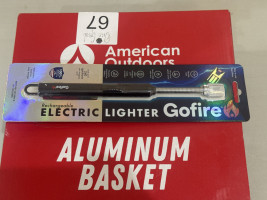 67
American
Outdoors
Rechargeable
ELECTRIC LIGHTER Gofire
ALUMINUM
BASKET